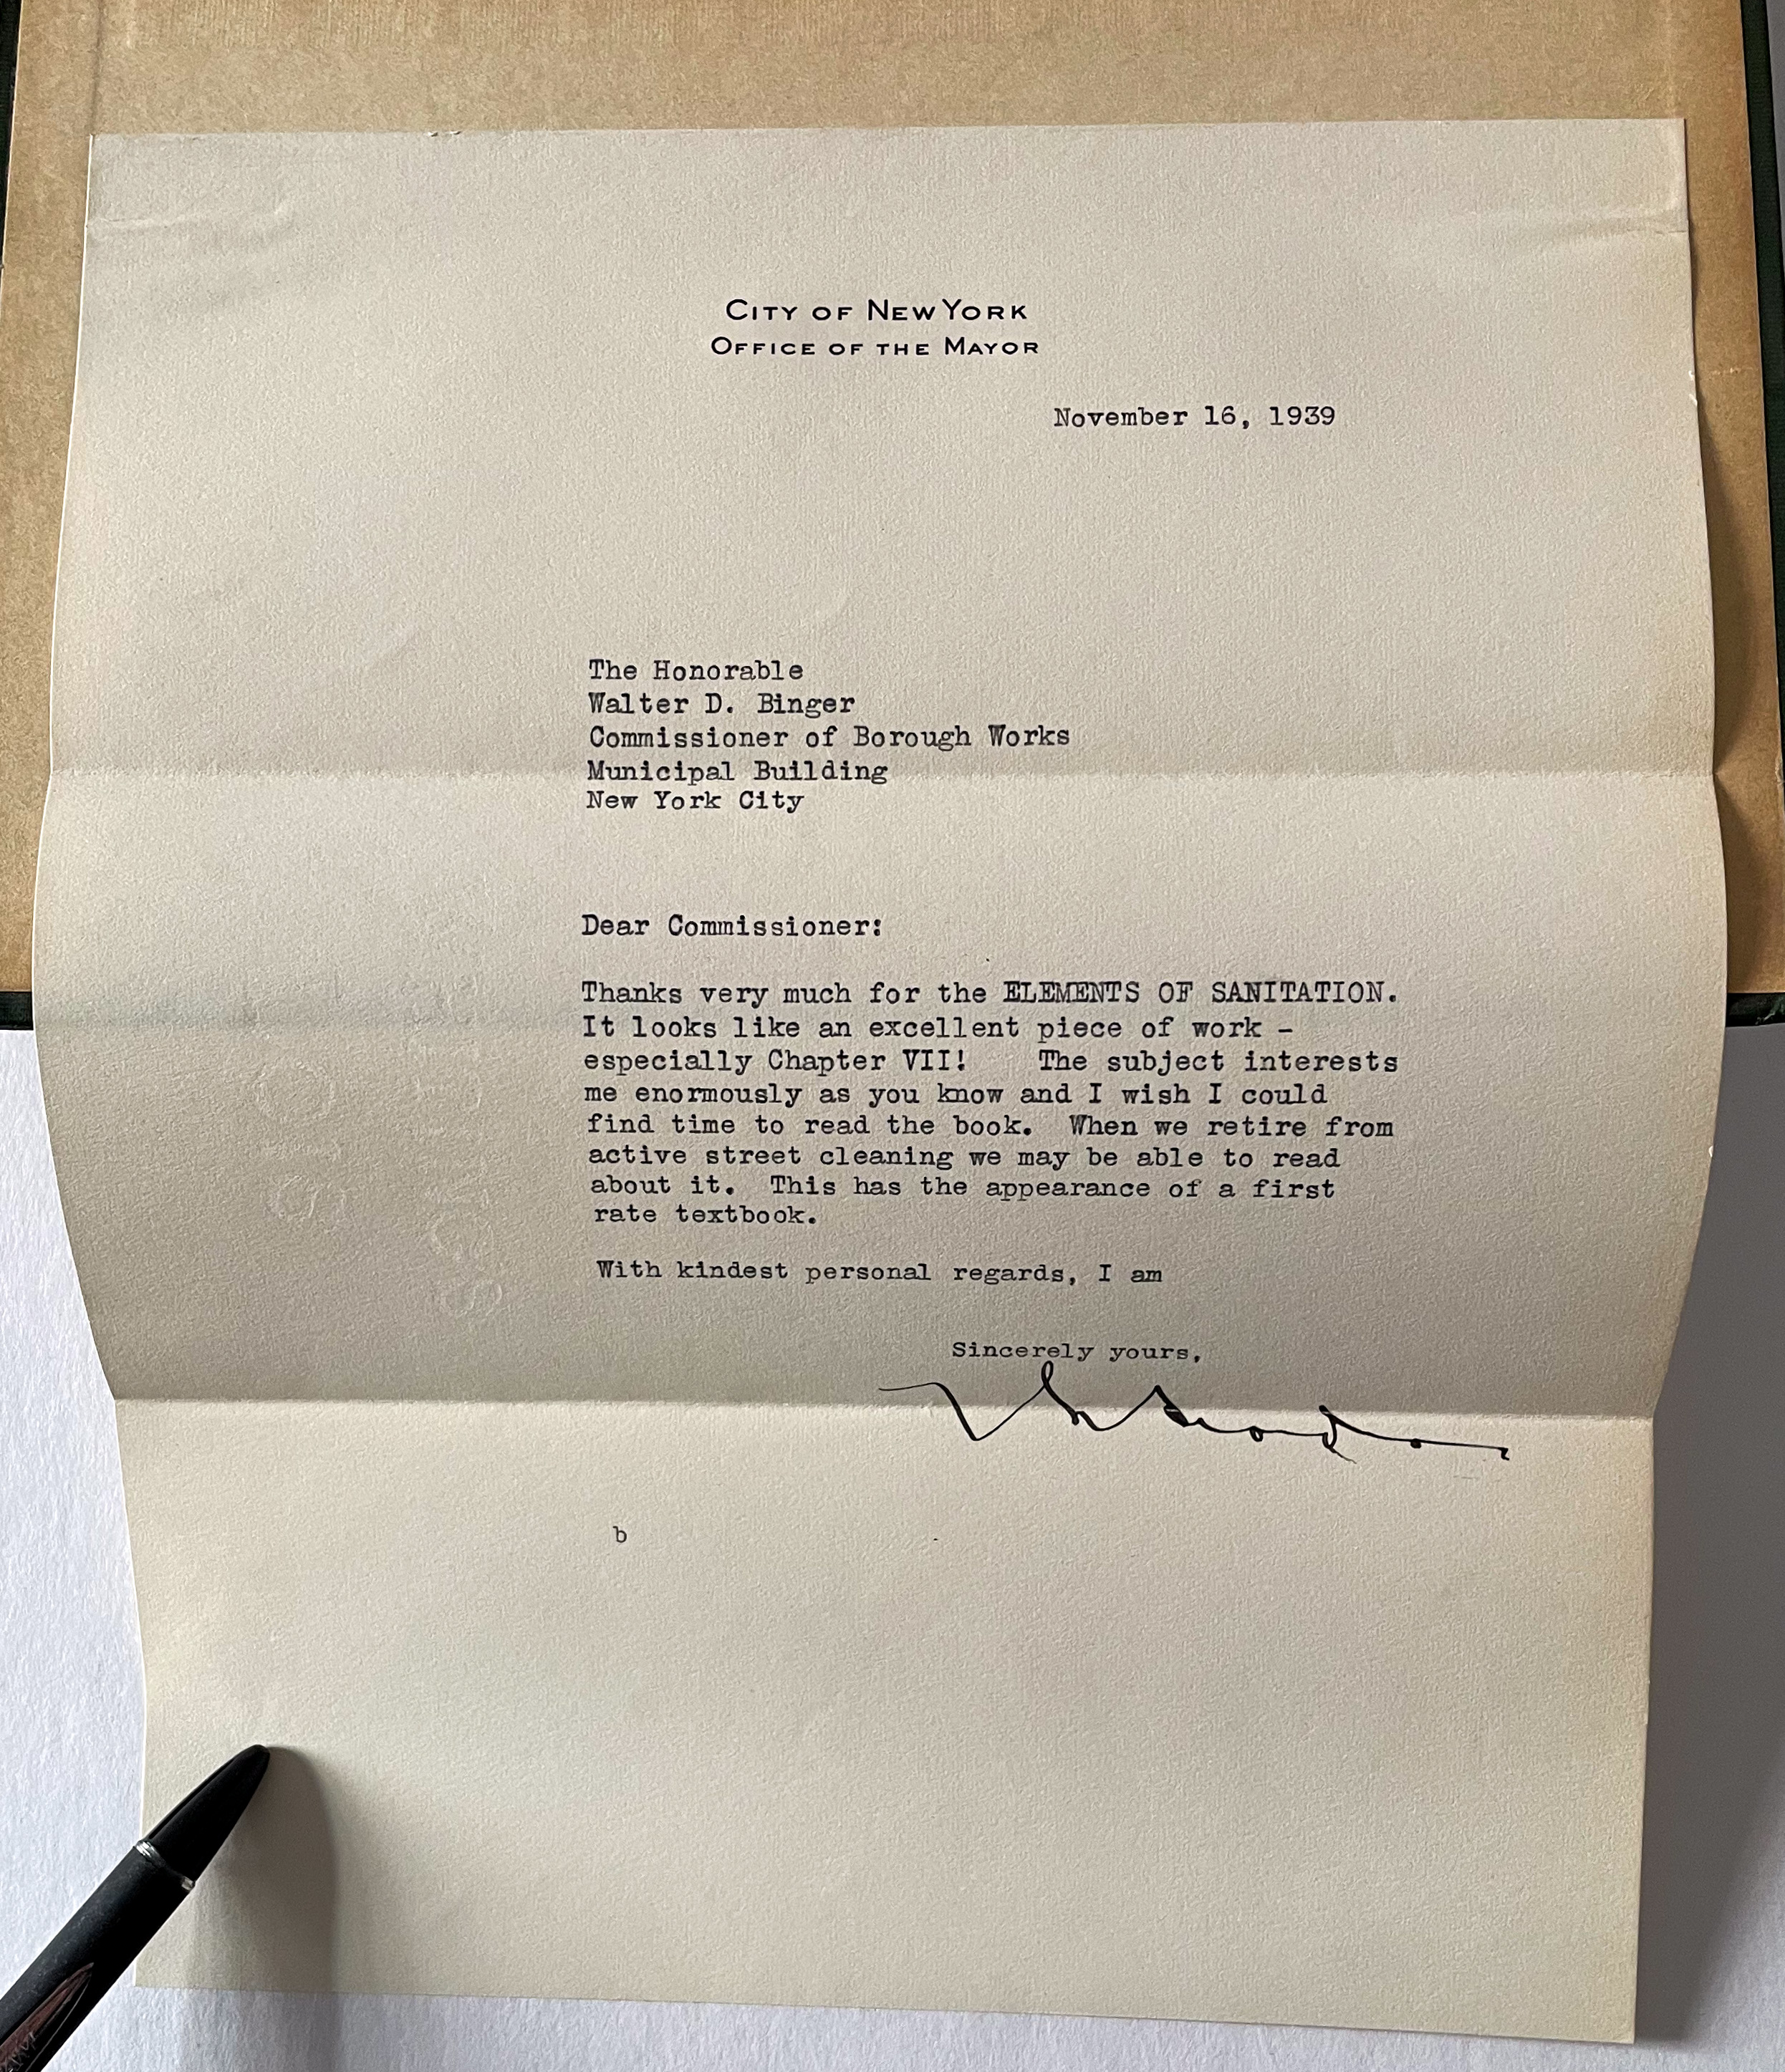 CITY OF NEW YORK
OFFICE OF THE MAYOR
November 16, 1939
The Honorable
Walter D. Binger
Commissioner of Borough Works
Municipal Building
New York City
Dear Commissioner:
Thanks very much for the ELEMENTS OF SANITATION.
It looks like an excellent piece of work -
especially Chapter VII! The subject interests
me enormously as you know and I wish I could
find time to read the book. When we retire from
active street cleaning we may be able to read
about it. This has the appearance of a first
rate textbook.
With kindest personal regards, I am
Sincerely yours,
b